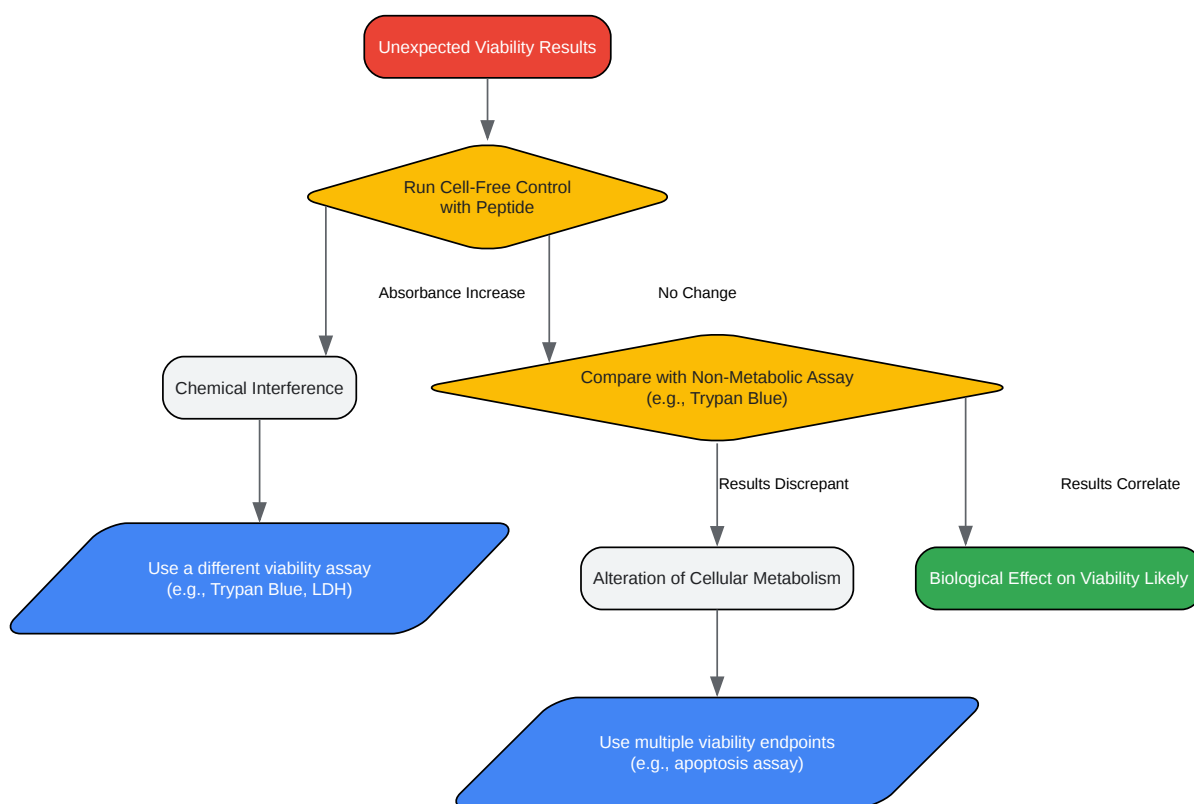 Unexpected Viability Results
Run Cell-Free Control
with Peptide
Absorbance Increase
No Change
Chemical Interference
Compare with Non-Metabolic Assay
(e.g., Trypan Blue)
Results Discrepant
Results Correlate
Use a different viability assay
(e.g., Trypan Blue, LDH)
Alteration of Cellular Metabolism
Biological Effect on Viability Likely
Use multiple viability endpoints
(e.g., apoptosis assay)